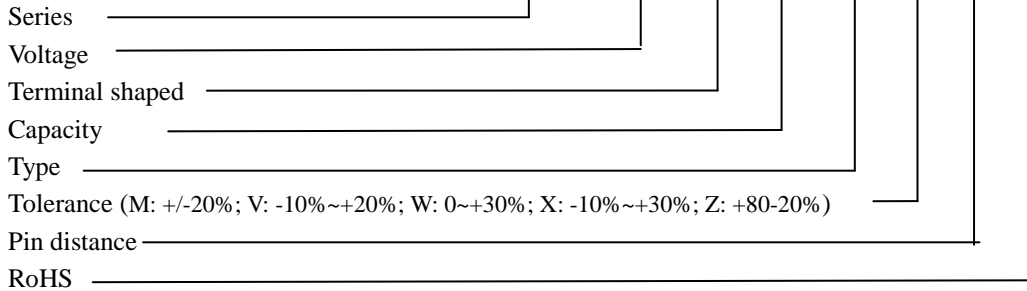 Series
Voltage
Terminal shaped
Capacity
Type
Tolerance (M: +/-20%; V: -10%~+20%; W: 0~+30%; X: -10%~+30%; Z: +80-20%)
Pin distance
RoHS